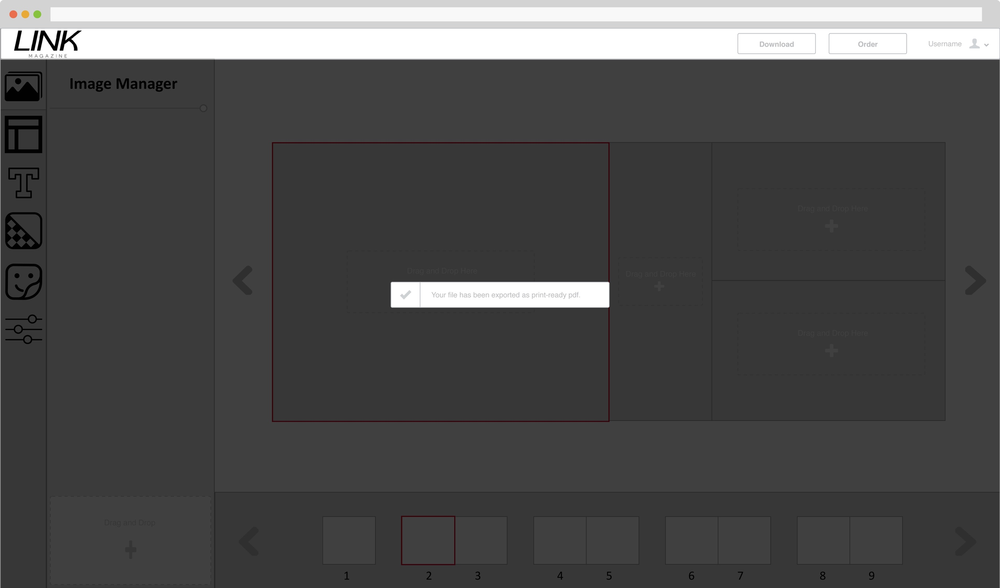 LINK
MAGAZINE
Download
Order
Username
Image Manager
Drag and Drop Here
Drag and Drop Here
Drag and Drop Here
Your file has been exported as print-ready pdf.
Drag and Drop Here
Drag and Drop
1
2
3
4
5
6
7
8
9